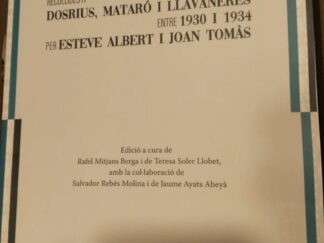 RECOLLIDES A
DOSRIUS, MATARÓ I LLAVANERES
ENTRE 1930 I 1934
PER ESTEVE ALBERT I JOAN TOMÀS
Edició a cura de
Rafel Mitjans Berga i de Teresa Soler Llobet,
amb la col·laboració de
Salvador Rebés Molina i de Jaume Ayats Abeyà